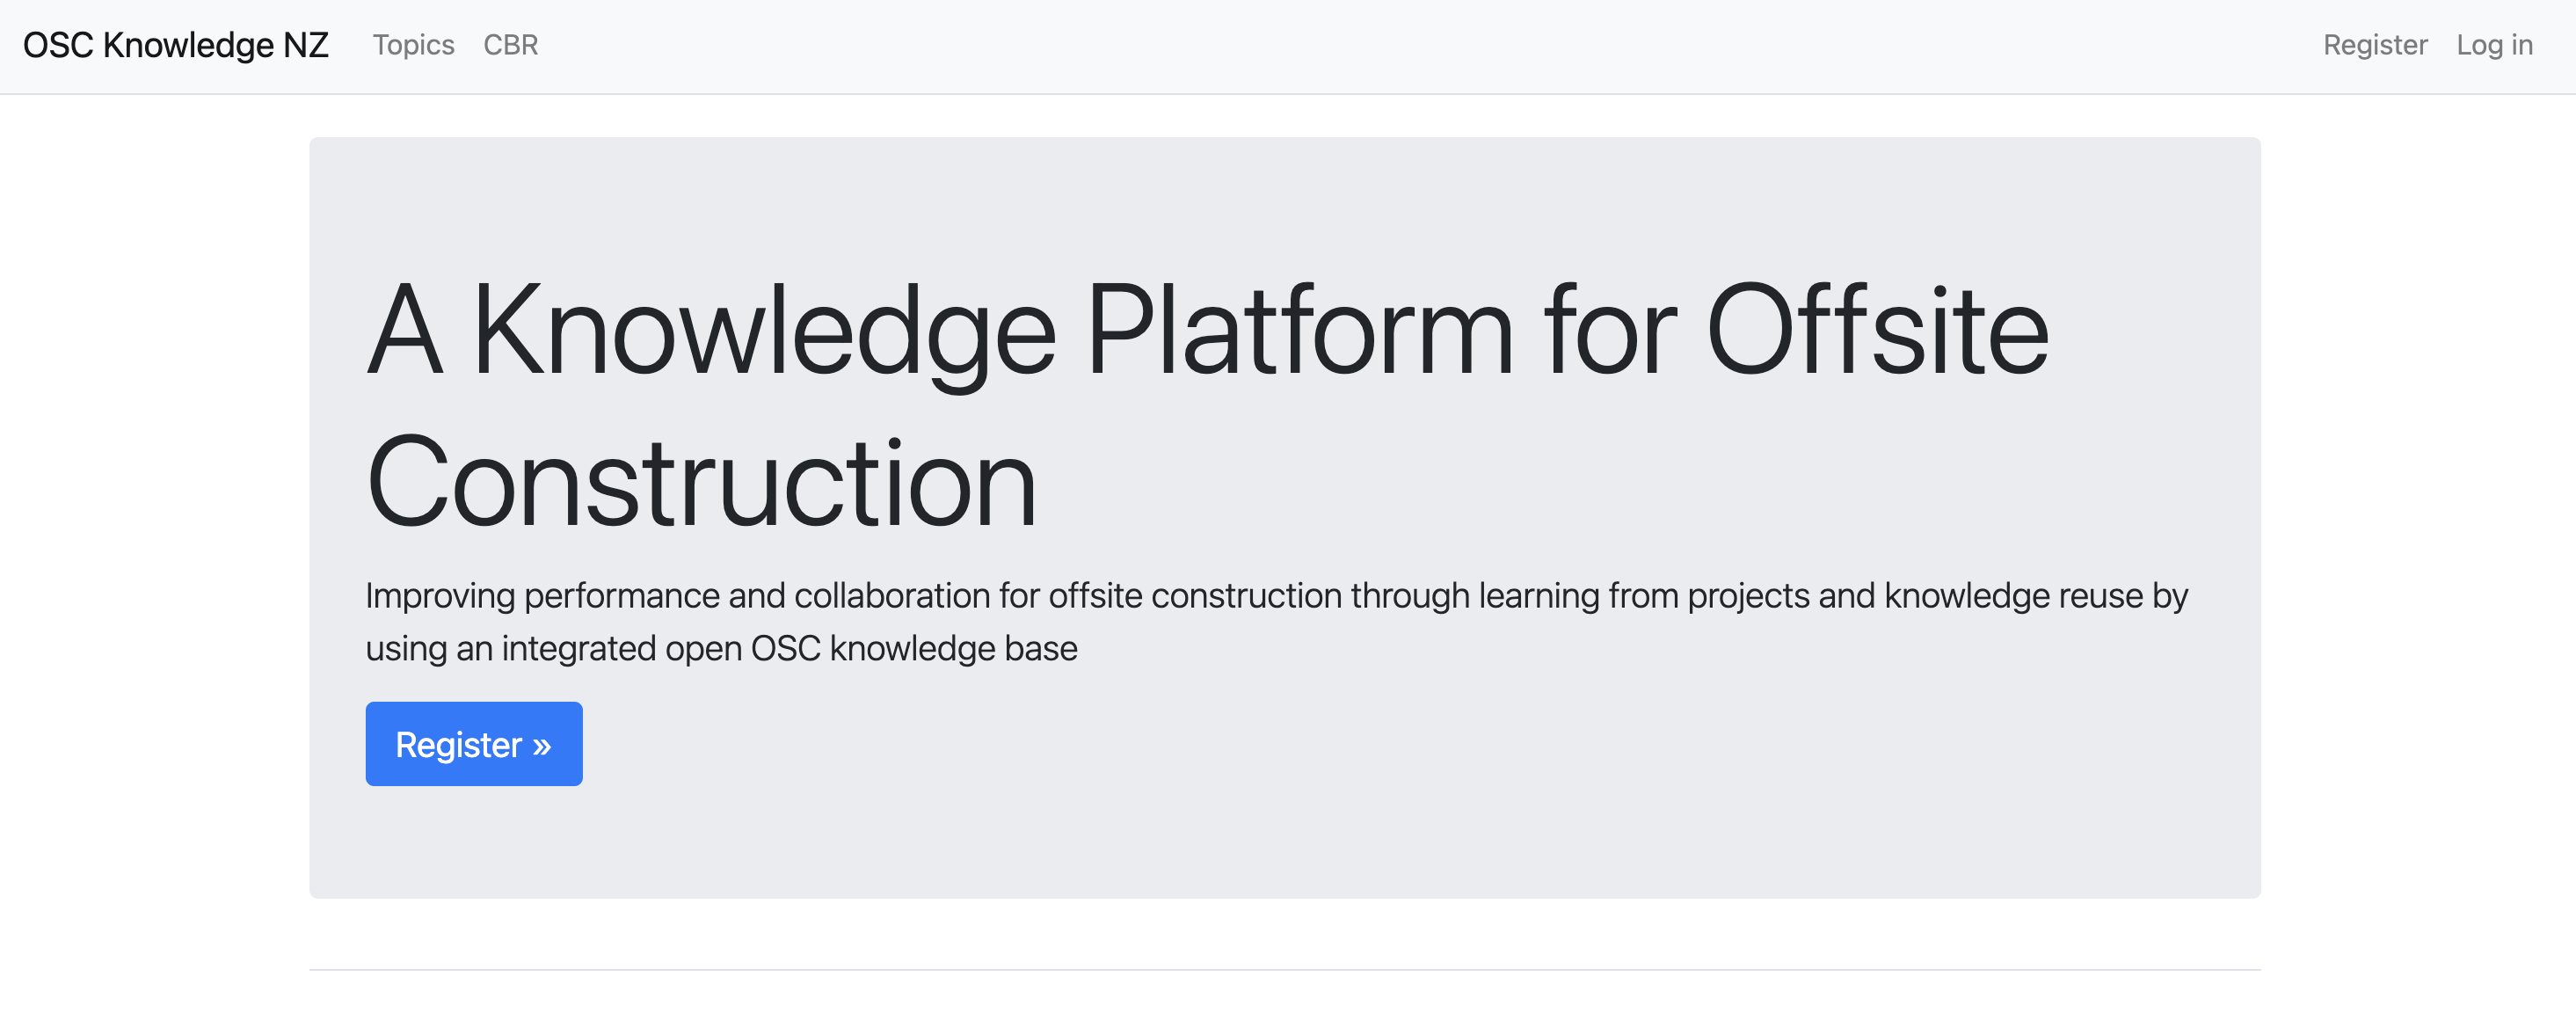 OSC Knowledge NZ Topics CBR Register Log in
A Knowledge Platform for Offsite
Construction
Improving performance and collaboration for offsite construction through learning from projects and knowledge reuse by
using an integrated open OSC knowledge base
Register »